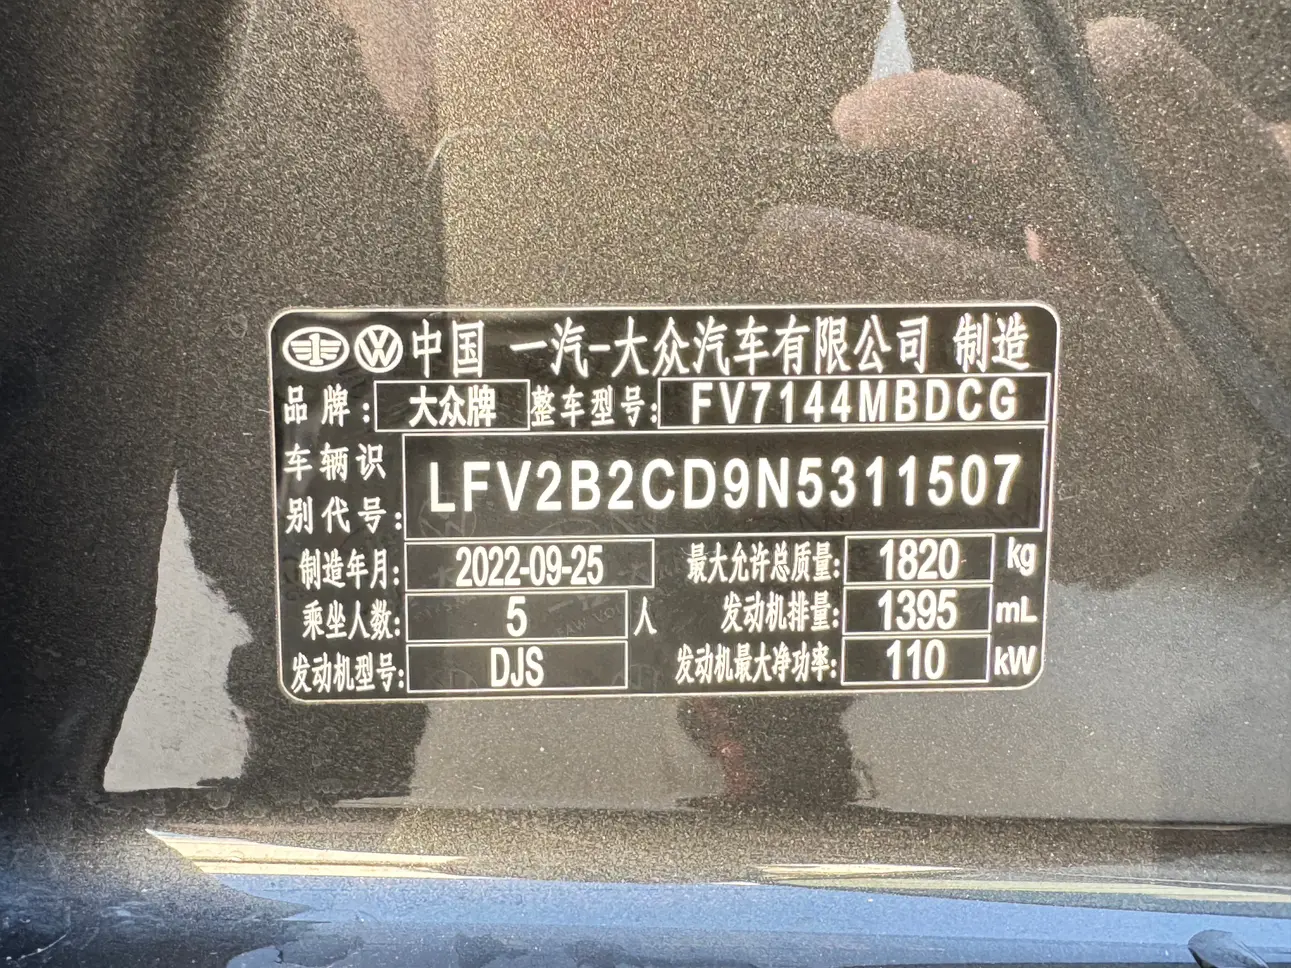 中国 一汽-大众汽车有限公司 制造
品牌: 大众牌 整车型号: FV7144MBDCG
车辆识别代号: LFV2B2CD9N5311507
制造年月: 2022-09-25 最大允许总质量: 1820 kg
乘坐人数: 5 人 发动机排量: 1395 mL
发动机型号: DJS 发动机最大净功率: 110 kW